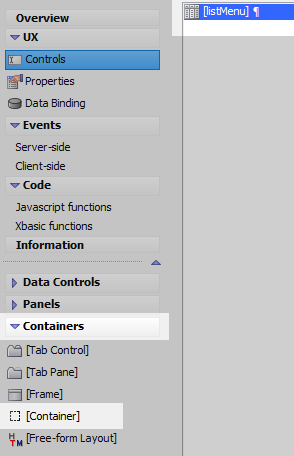 Overview
UX
Controls
Properties
Data Binding
Events
Server-side
Client-side
Code
Javascript functions
Xbasic functions
Information
Data Controls
Panels
Containers
[Tab Control]
[Tab Pane]
[Frame]
[Container]
HTM [Free-form Layout]
[listMenu] ¶